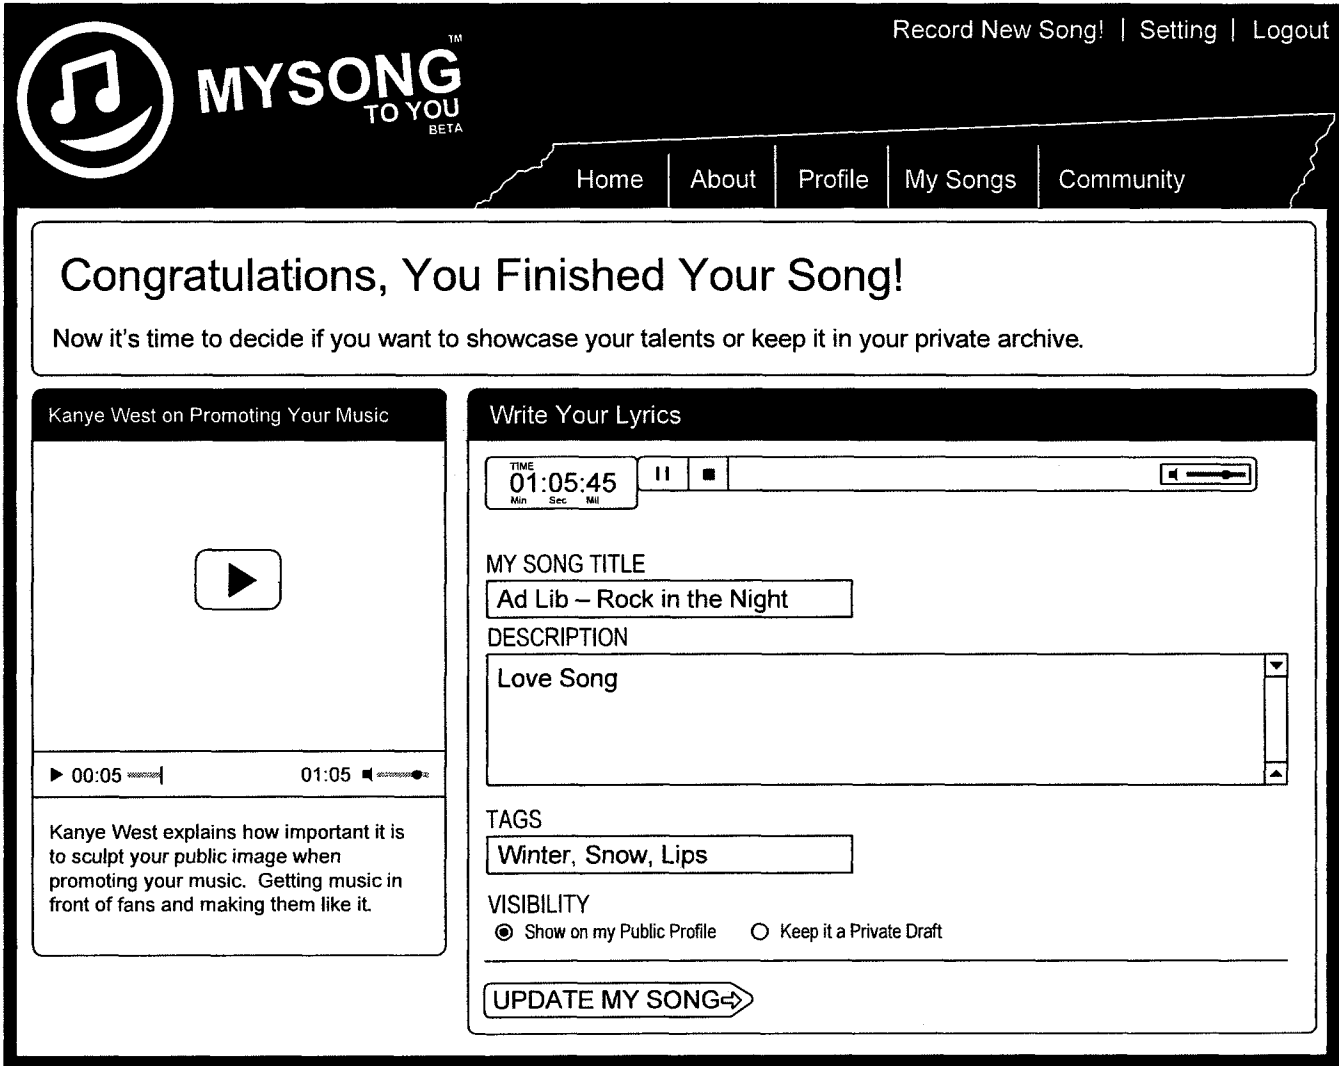 Record New Song! | Setting | Logout
MYSONG™
TO YOU
BETA
Home | About | Profile | My Songs | Community
Congratulations, You Finished Your Song!
Now it's time to decide if you want to showcase your talents or keep it in your private archive.
Kanye West on Promoting Your Music
00:05 01:05
Kanye West explains how important it is
to sculpt your public image when
promoting your music. Getting music in
front of fans and making them like it.
Write Your Lyrics
TIME
01:05:45
Min Sec Mil
MY SONG TITLE
Ad Lib – Rock in the Night
DESCRIPTION
Love Song
TAGS
Winter, Snow, Lips
VISIBILITY
Show on my Public Profile Keep it a Private Draft
UPDATE MY SONG